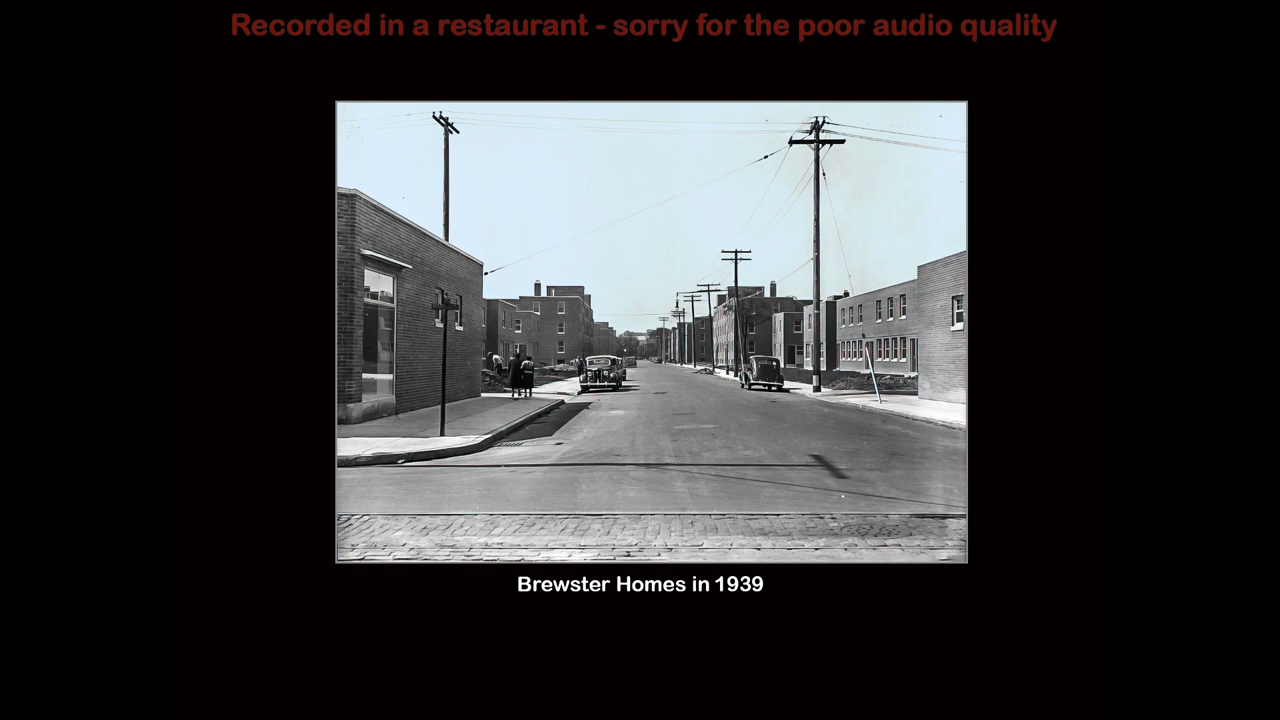 Recorded in a restaurant - sorry for the poor audio quality
Brewster Homes in 1939